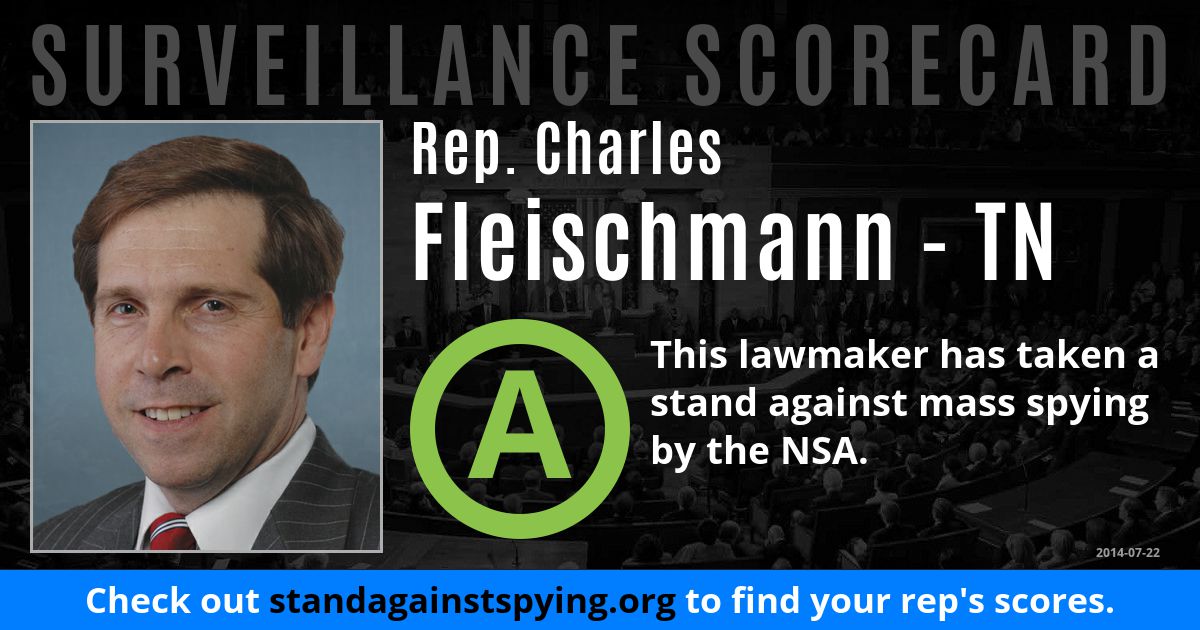 SURVEILLANCE SCORECARD
Rep. Charles
Fleischmann - TN
A
This lawmaker has taken a
stand against mass spying
by the NSA.
2014-07-22
Check out standagainstspying.org to find your rep's scores.